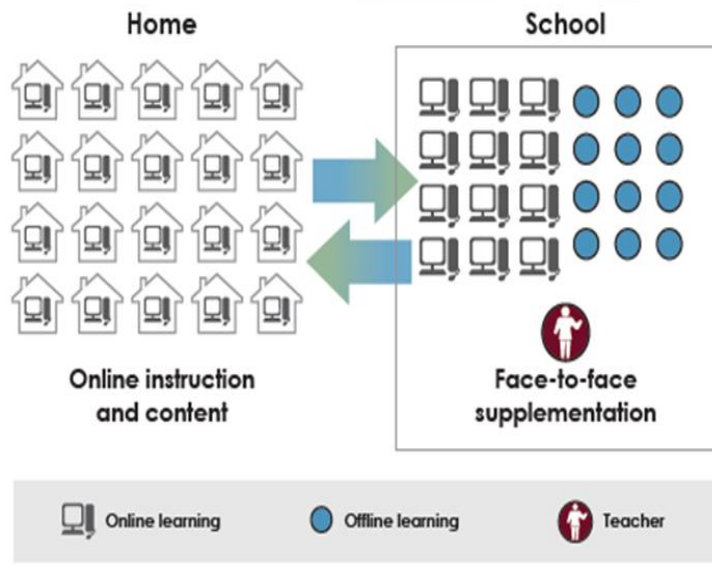 Home
School
Online instruction
and content
Face-to-face
supplementation
Online learning
Offline learning
Teacher